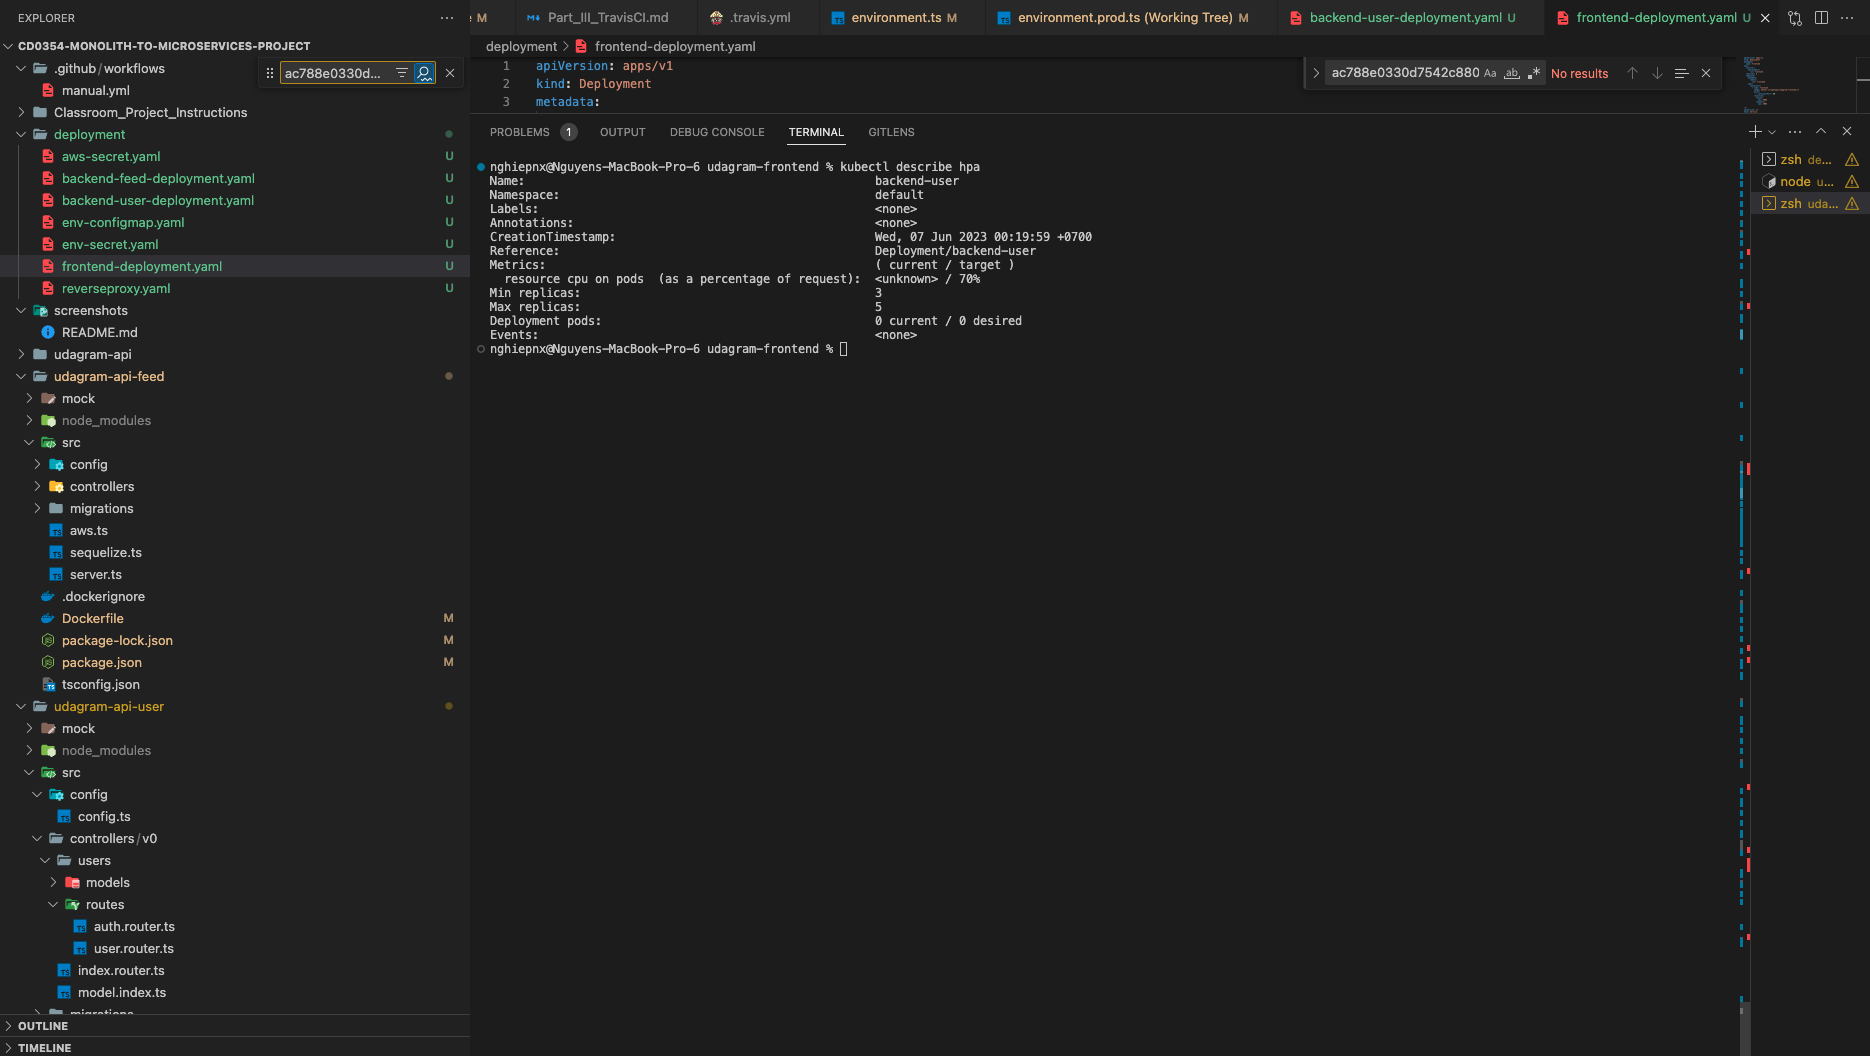 EXPLORER
CD0354-MONOLITH-TO-MICROSERVICES-PROJECT
.github/workflows
ac788e0330d...
manual.yml
Classroom_Project_Instructions
deployment
aws-secret.yaml U
backend-feed-deployment.yaml U
backend-user-deployment.yaml U
env-configmap.yaml U
env-secret.yaml U
frontend-deployment.yaml U
reverseproxy.yaml U
screenshots
README.md
udagram-api
udagram-api-feed
mock
node_modules
src
config
controllers
migrations
aws.ts
sequelize.ts
server.ts
.dockerignore
Dockerfile M
package-lock.json M
package.json M
tsconfig.json
udagram-api-user
mock
node_modules
src
config
config.ts
controllers/v0
users
models
routes
auth.router.ts
user.router.ts
index.router.ts
model.index.ts
migrations
OUTLINE
TIMELINE
M Part_III_TravisCI.md .travis.yml environment.ts M environment.prod.ts (Working Tree) M backend-user-deployment.yaml U frontend-deployment.yaml U
deployment > frontend-deployment.yaml
1 apiVersion: apps/v1
2 kind: Deployment
3 metadata:
ac788e0330d7542c880 Aa ab .* No results
PROBLEMS 1 OUTPUT DEBUG CONSOLE TERMINAL GITLENS
nghiepnx@Nguyens-MacBook-Pro-6 udagram-frontend % kubectl describe hpa
Name: backend-user
Namespace: default
Labels: <none>
Annotations: <none>
CreationTimestamp: Wed, 07 Jun 2023 00:19:59 +0700
Reference: Deployment/backend-user
Metrics: ( current / target )
resource cpu on pods (as a percentage of request): <unknown> / 70%
Min replicas: 3
Max replicas: 5
Deployment pods: 0 current / 0 desired
Events: <none>
nghiepnx@Nguyens-MacBook-Pro-6 udagram-frontend %
zsh de...
node u...
zsh uda...